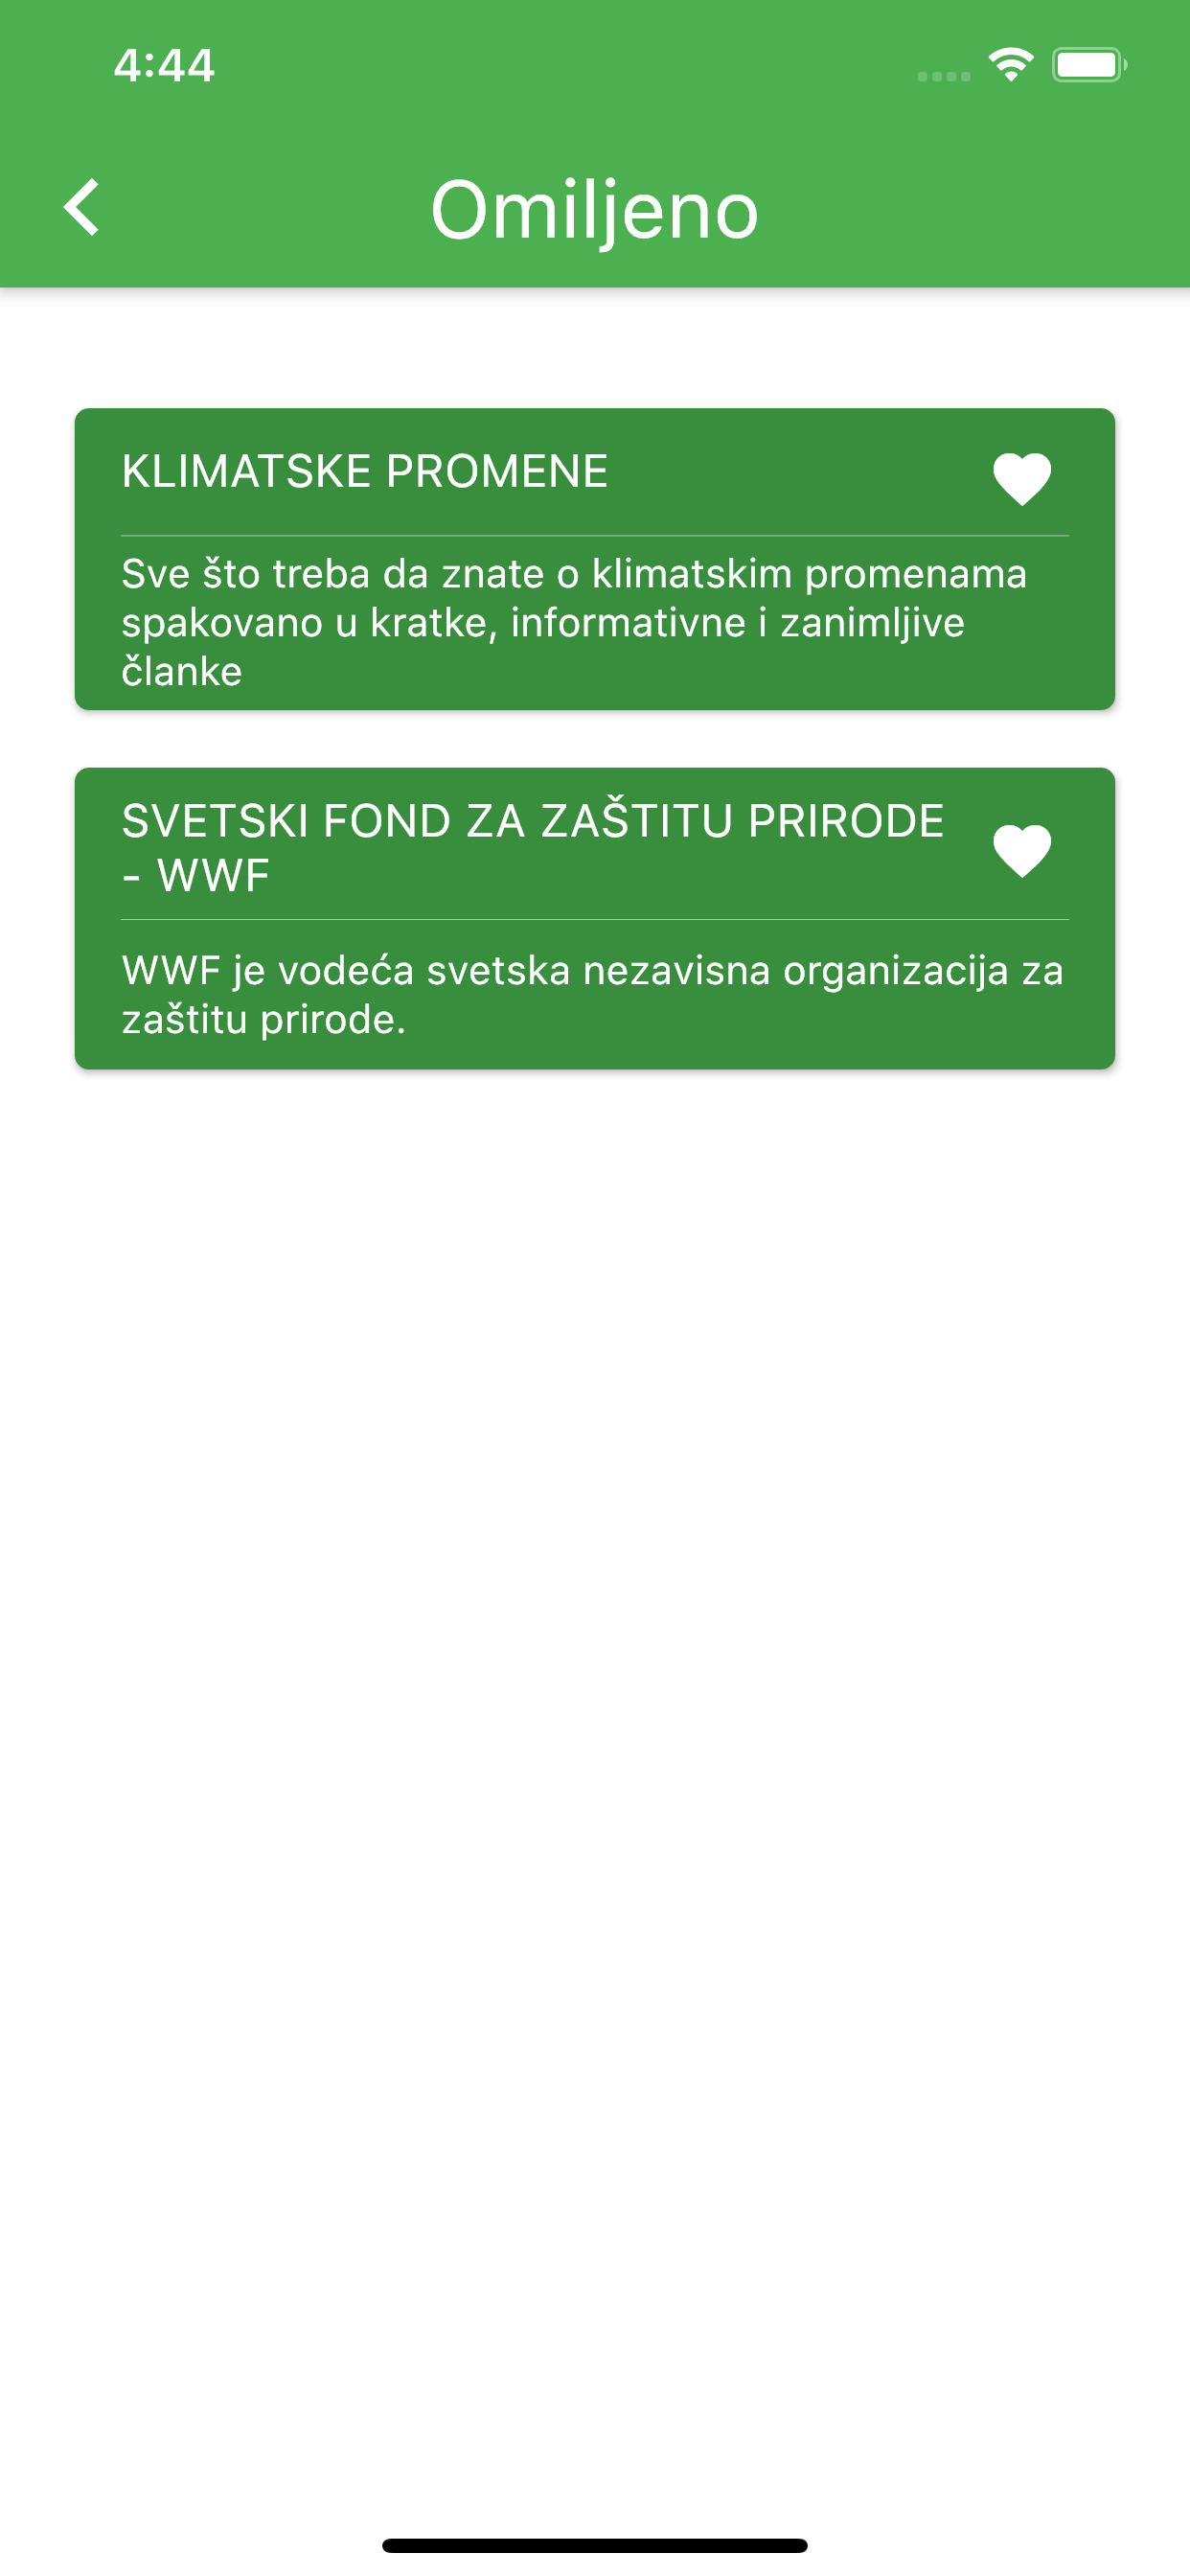 4:44
Omiljeno
KLIMATSKE PROMENE
Sve što treba da znate o klimatskim promenama
spakovano u kratke, informativne i zanimljive
članke
SVETSKI FOND ZA ZAŠTITU PRIRODE
- WWF
WWF je vodeća svetska nezavisna organizacija za
zaštitu prirode.